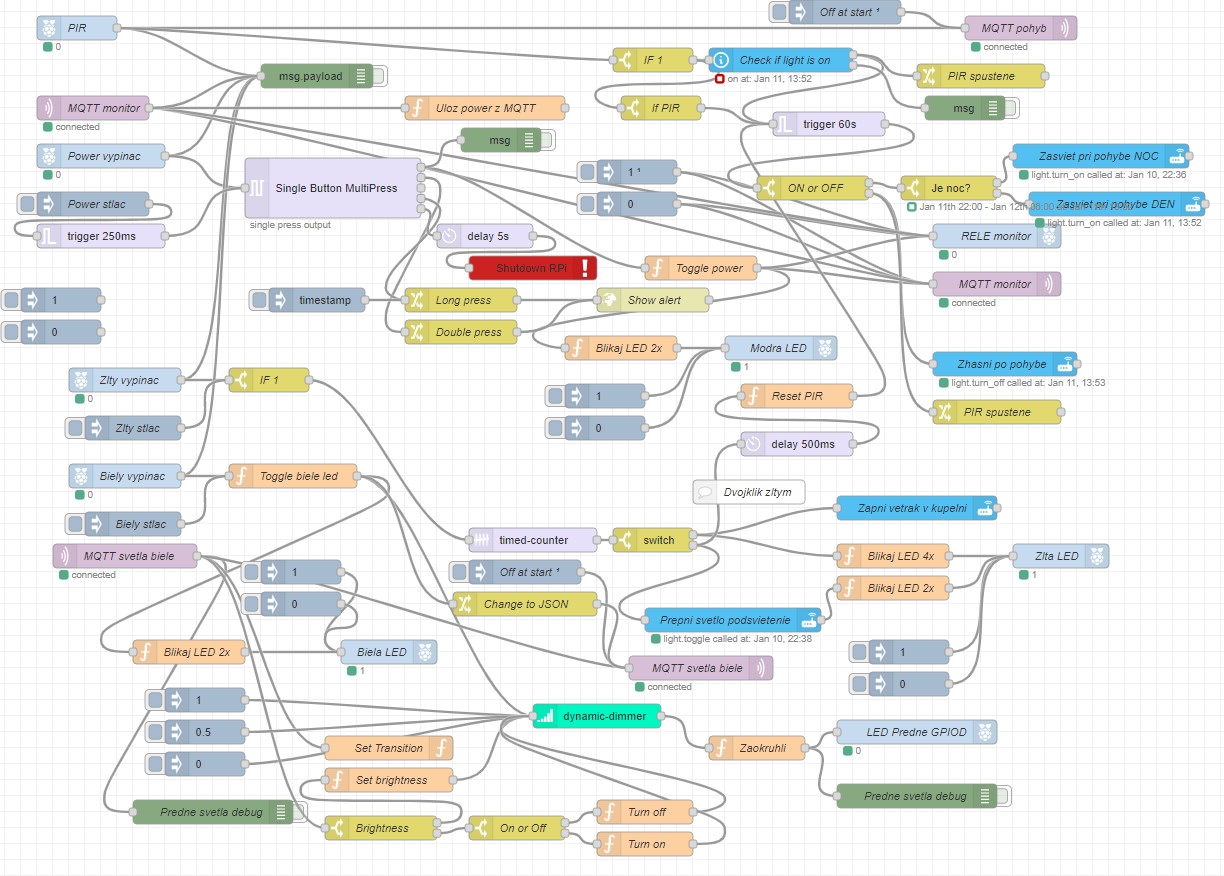 Off at start ¹
PIR
MQTT pohyb
0
connected
IF 1
Check if light is on
on at: Jan 11, 13:52
msg.payload
PIR spustene
MQTT monitor
connected
Uloz power z MQTT
If PIR
msg
trigger 60s
msg
Power vypinac
0
Zasviet pri pohybe NOC
light.turn_on called at: Jan 10, 22:36
1 ¹
Single Button MultiPress
single press output
ON or OFF
Je noc?
Jan 11th 22:00 - Jan 12th
Power stlac
0
Zasviet pri pohybe DEN
light.turn_on called at: Jan 11, 13:52
trigger 250ms
delay 5s
RELE monitor
0
Shutdown RPi
Toggle power
MQTT monitor
connected
1
timestamp
Long press
Show alert
0
Double press
Blikaj LED 2x
Modra LED
1
Zhasni po pohybe
light.turn_off called at: Jan 11, 13:53
Zlty vypinac
0
IF 1
1
Reset PIR
PIR spustene
Zlty stlac
0
delay 500ms
Biely vypinac
0
Toggle biele led
Dvojklik zltym
Zapni vetrak v kupelni
Biely stlac
timed-counter
switch
MQTT svetla biele
connected
Blikaj LED 4x
Zlta LED
1
1
Off at start ¹
Blikaj LED 2x
0
Change to JSON
Prepni svetlo podsvietenie
light.toggle called at: Jan 10, 22:38
Blikaj LED 2x
Biela LED
1
MQTT svetla biele
connected
1
0
1
dynamic-dimmer
0.5
Set Transition
Zaokruhli
LED Predne GPIOD
0
0
Set brightness
Predne svetla debug
Predne svetla debug
Brightness
On or Off
Turn off
Turn on